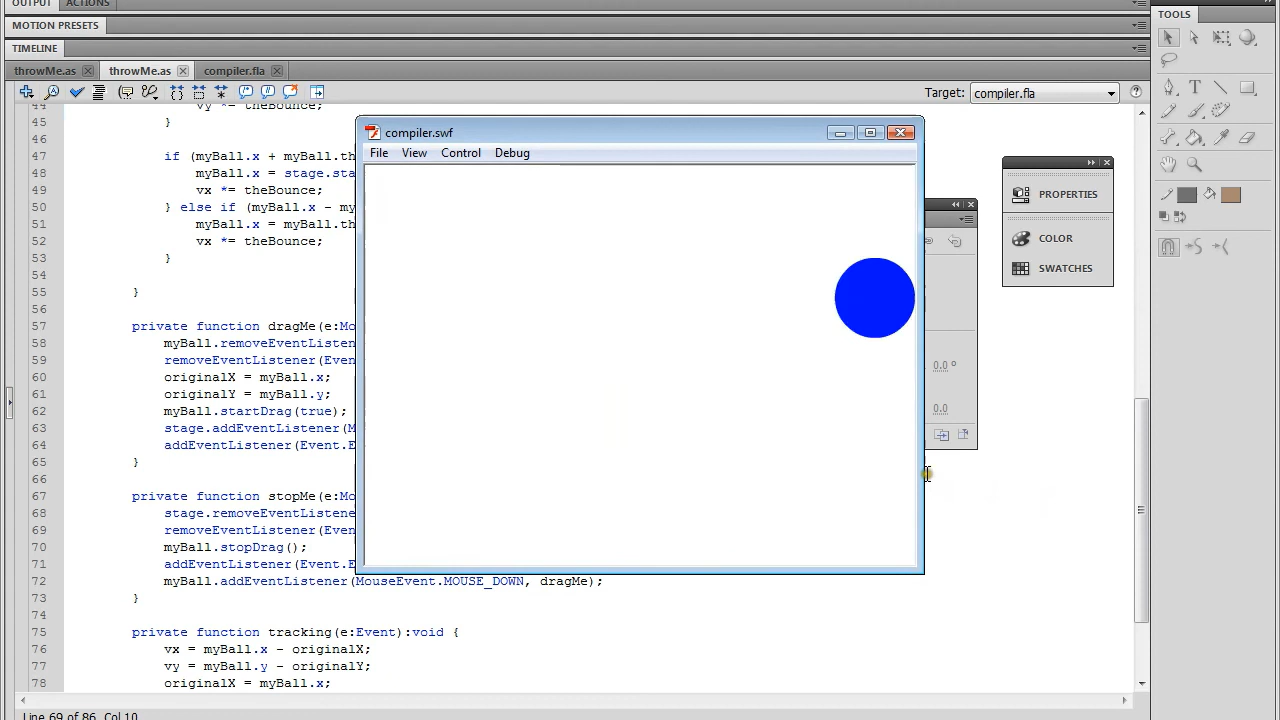 OUTPUT ACTIONS
MOTION PRESETS
TIMELINE
TOOLS
throwMe.as throwMe.as compiler.fla
Target: compiler.fla
44 vy *= theBounce;
45 }
46
47 if (myBall.x + myBall.th
48 myBall.x = stage.sta
49 vx *= theBounce;
50 } else if (myBall.x - my
51 myBall.x = myBall.th
52 vx *= theBounce;
53 }
54
55 }
56
57 private function dragMe(e:Mo
58 myBall.removeEventListen
59 removeEventListener(Even
60 originalX = myBall.x;
61 originalY = myBall.y;
62 myBall.startDrag(true);
63 stage.addEventListener(M
64 addEventListener(Event.E
65 }
66
67 private function stopMe(e:Mo
68 stage.removeEventListene
69 removeEventListener(Even
70 myBall.stopDrag();
71 addEventListener(Event.E
72 myBall.addEventListener(MouseEvent.MOUSE_DOWN, dragMe);
73 }
74
75 private function tracking(e:Event):void {
76 vx = myBall.x - originalX;
77 vy = myBall.y - originalY;
78 originalX = myBall.x;
Line 69 of 86, Col 10
compiler.swf
File View Control Debug
0.0 °
0.0
PROPERTIES
COLOR
SWATCHES